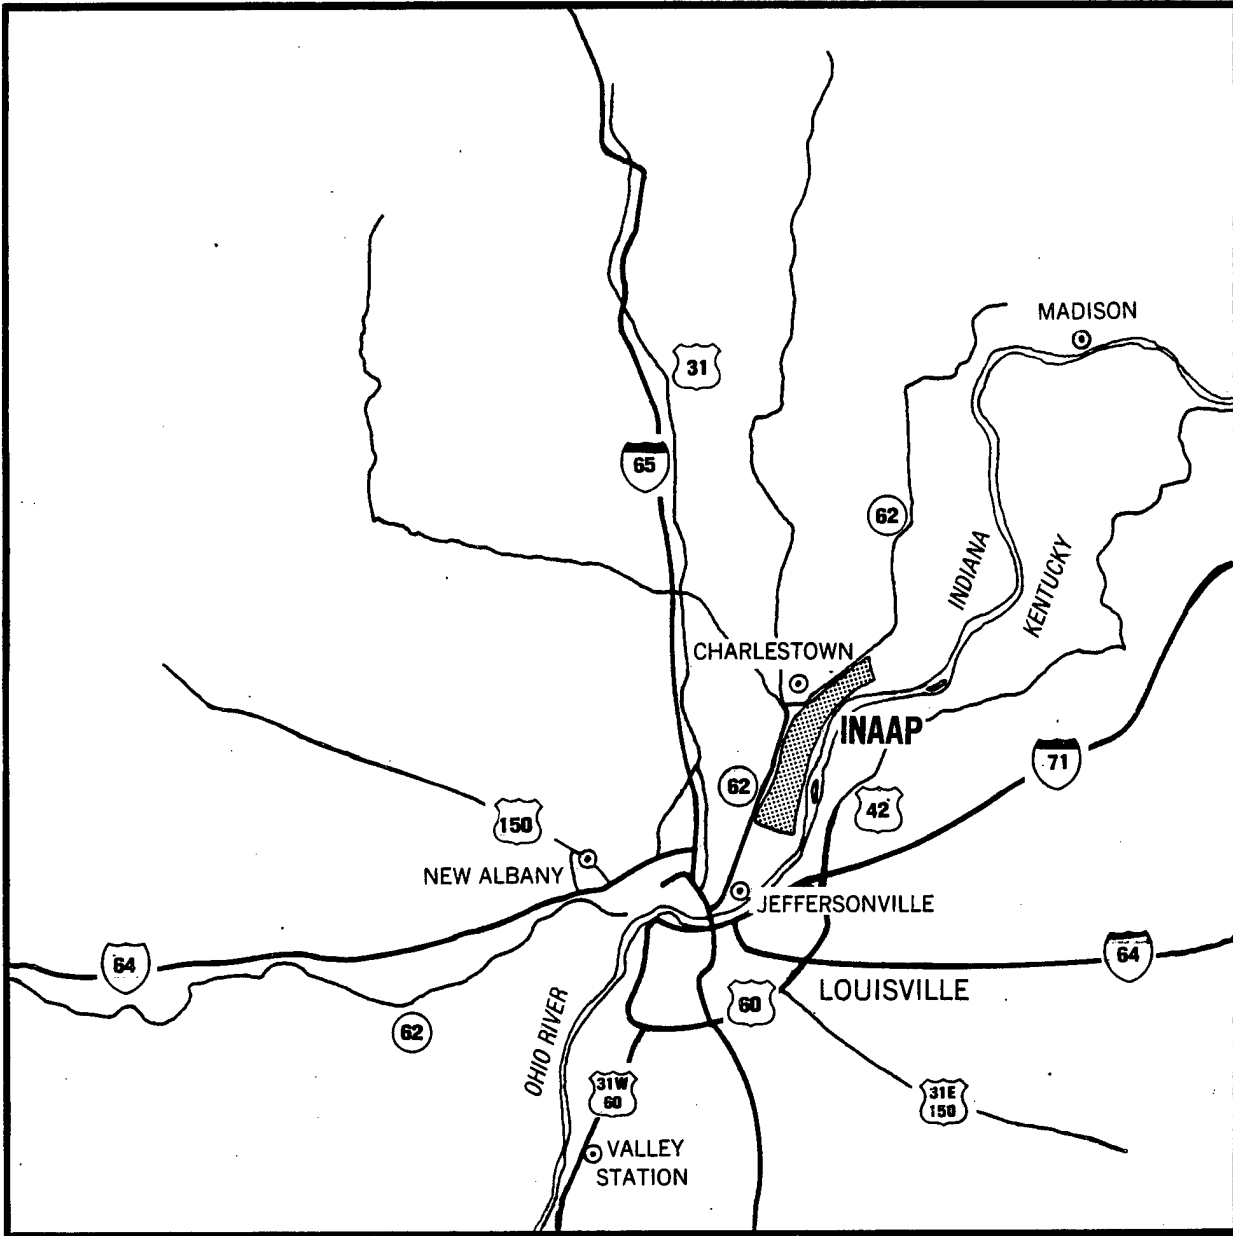 MADISON
31
65
62
INDIANA
KENTUCKY
CHARLESTOWN
INAAP
71
62
42
150
NEW ALBANY
JEFFERSONVILLE
64
64
LOUISVILLE
60
62
OHIO RIVER
31W
60
31E
150
VALLEY
STATION